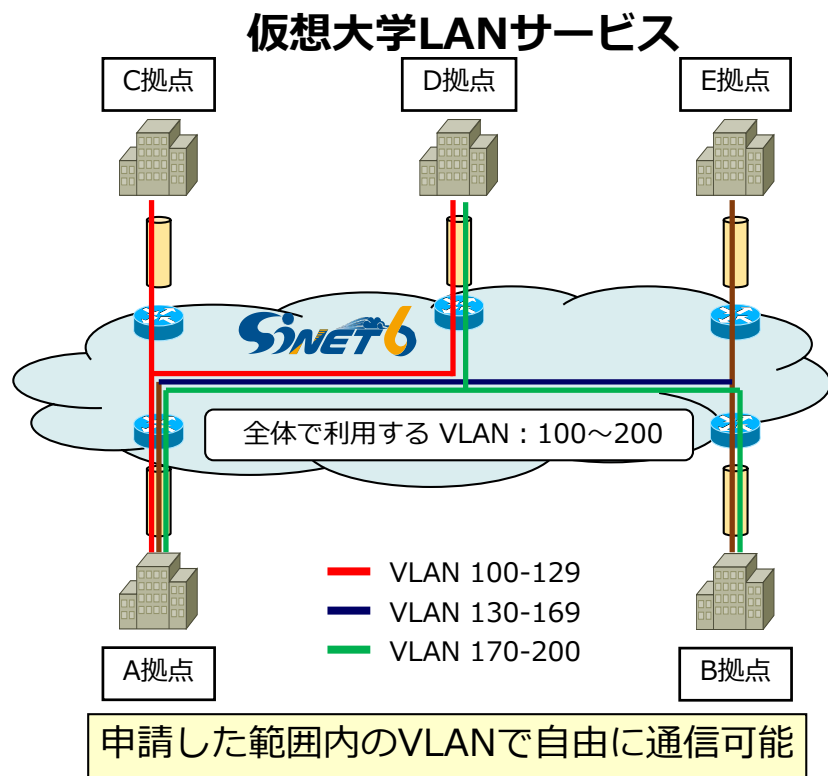 仮想大学LANサービス
C拠点
D拠点
E拠点
SINET6
全体で利用する VLAN：100～200
VLAN 100-129
VLAN 130-169
VLAN 170-200
A拠点
B拠点
申請した範囲内のVLANで自由に通信可能